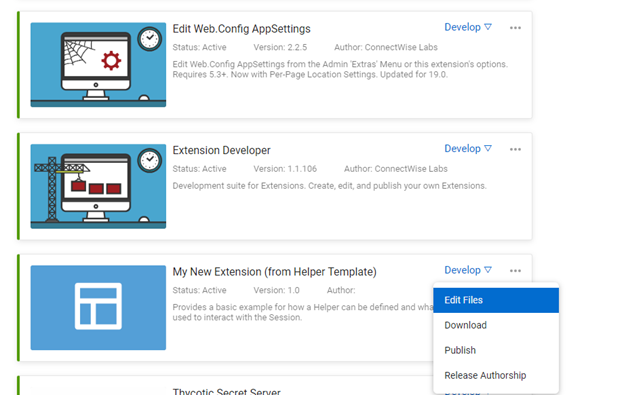 Edit Web.Config AppSettings
Develop ▽ •••
Status: Active Version: 2.2.5 Author: ConnectWise Labs
Edit Web.Config AppSettings from the Admin 'Extras' Menu or this extension's options.
Requires 5.3+. Now with Per-Page Location Settings. Updated for 19.0.
Extension Developer
Develop ▽ •••
Status: Active Version: 1.1.106 Author: ConnectWise Labs
Development suite for Extensions. Create, edit, and publish your own Extensions.
My New Extension (from Helper Template)
Develop ▽ •••
Status: Active Version: 1.0 Author:
Provides a basic example for how a Helper can be defined and
used to interact with the Session.
Edit Files
Download
Publish
Release Authorship
Thycotic Secret Server